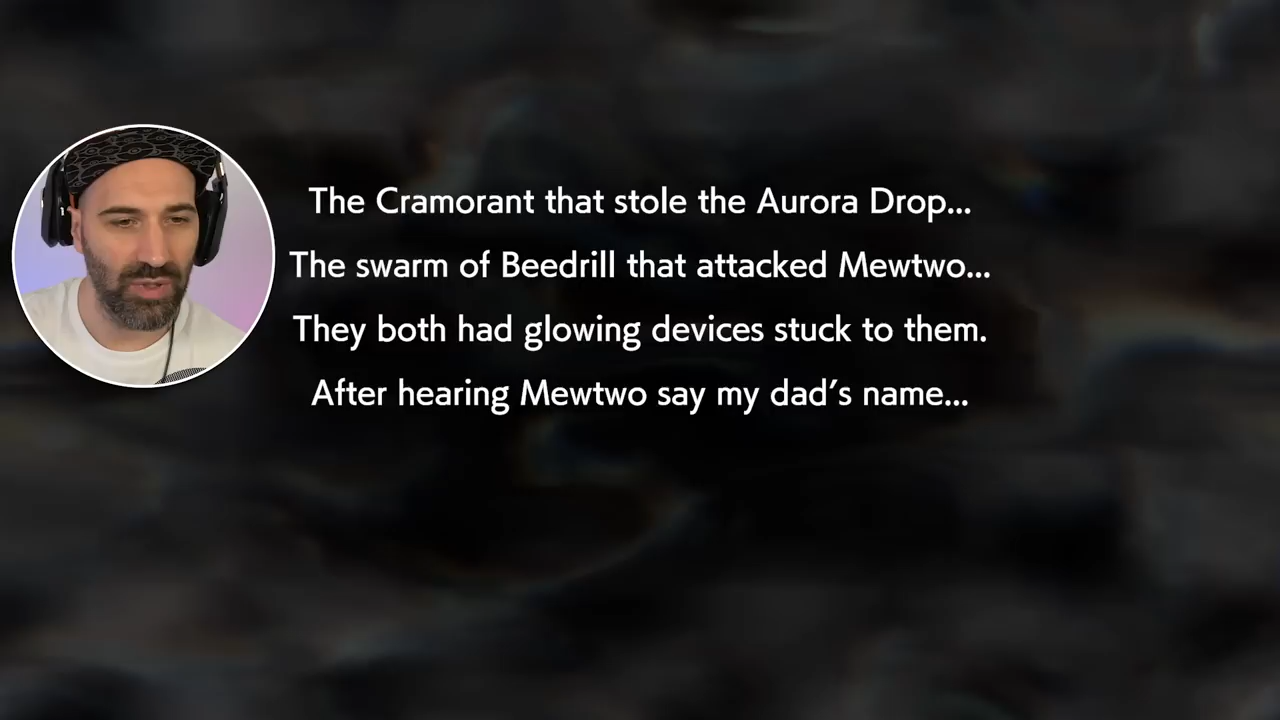 The Cramorant that stole the Aurora Drop...
The swarm of Beedrill that attacked Mewtwo...
They both had glowing devices stuck to them.
After hearing Mewtwo say my dad's name...